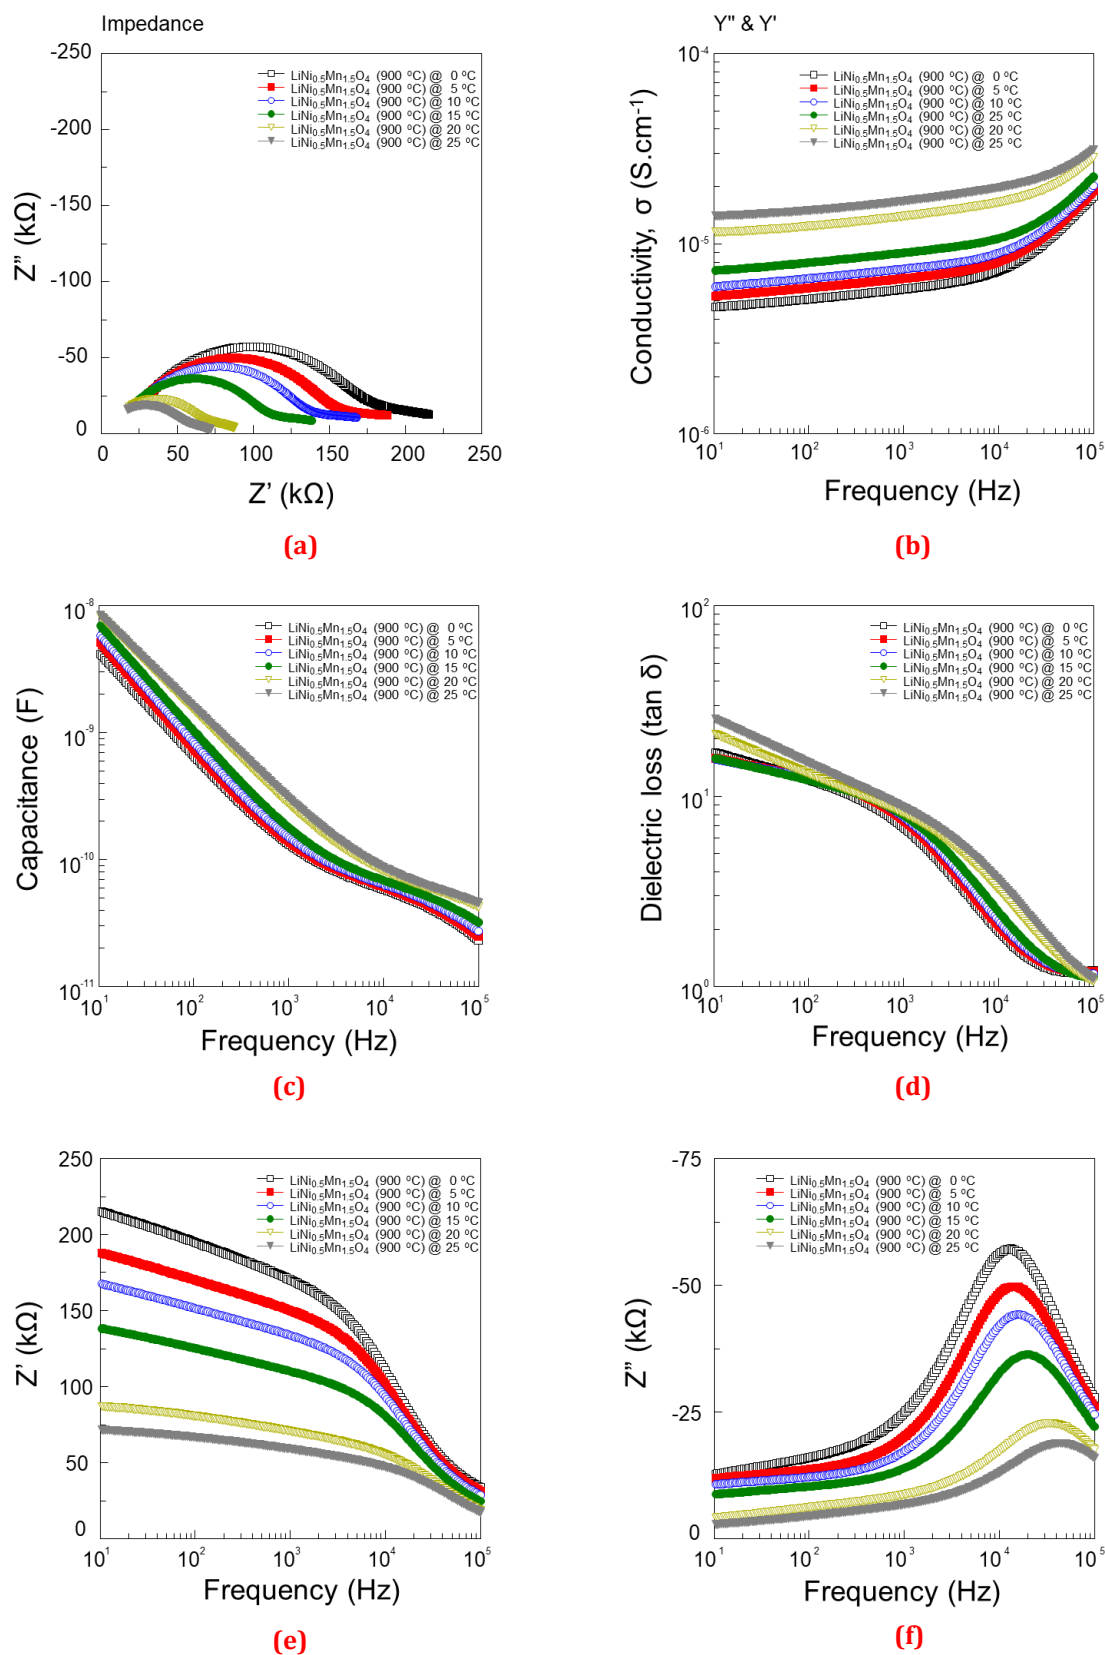 Impedance
-250
-200
-150
-100
-50
0
0 50 100 150 200 250
Z'' (kΩ)
Z' (kΩ)
LiNi0.5Mn1.5O4 (900 ºC) @ 0 ºC
LiNi0.5Mn1.5O4 (900 ºC) @ 5 ºC
LiNi0.5Mn1.5O4 (900 ºC) @ 10 ºC
LiNi0.5Mn1.5O4 (900 ºC) @ 15 ºC
LiNi0.5Mn1.5O4 (900 ºC) @ 20 ºC
LiNi0.5Mn1.5O4 (900 ºC) @ 25 ºC
(a)
Y'' & Y'
10-4
10-5
10-6
101 102 103 104 105
Conductivity, σ (S.cm-1)
Frequency (Hz)
LiNi0.5Mn1.5O4 (900 ºC) @ 0 ºC
LiNi0.5Mn1.5O4 (900 ºC) @ 5 ºC
LiNi0.5Mn1.5O4 (900 ºC) @ 10 ºC
LiNi0.5Mn1.5O4 (900 ºC) @ 25 ºC
LiNi0.5Mn1.5O4 (900 ºC) @ 20 ºC
LiNi0.5Mn1.5O4 (900 ºC) @ 25 ºC
(b)
10-8
10-9
10-10
10-11
101 102 103 104 105
Capacitance (F)
Frequency (Hz)
LiNi0.5Mn1.5O4 (900 ºC) @ 0 ºC
LiNi0.5Mn1.5O4 (900 ºC) @ 5 ºC
LiNi0.5Mn1.5O4 (900 ºC) @ 10 ºC
LiNi0.5Mn1.5O4 (900 ºC) @ 15 ºC
LiNi0.5Mn1.5O4 (900 ºC) @ 20 ºC
LiNi0.5Mn1.5O4 (900 ºC) @ 25 ºC
(c)
102
101
100
101 102 103 104 105
Dielectric loss (tan δ)
Frequency (Hz)
LiNi0.5Mn1.5O4 (900 ºC) @ 0 ºC
LiNi0.5Mn1.5O4 (900 ºC) @ 5 ºC
LiNi0.5Mn1.5O4 (900 ºC) @ 10 ºC
LiNi0.5Mn1.5O4 (900 ºC) @ 15 ºC
LiNi0.5Mn1.5O4 (900 ºC) @ 20 ºC
LiNi0.5Mn1.5O4 (900 ºC) @ 25 ºC
(d)
250
200
150
100
50
0
101 102 103 104 105
Z' (kΩ)
Frequency (Hz)
LiNi0.5Mn1.5O4 (900 ºC) @ 0 ºC
LiNi0.5Mn1.5O4 (900 ºC) @ 5 ºC
LiNi0.5Mn1.5O4 (900 ºC) @ 10 ºC
LiNi0.5Mn1.5O4 (900 ºC) @ 15 ºC
LiNi0.5Mn1.5O4 (900 ºC) @ 20 ºC
LiNi0.5Mn1.5O4 (900 ºC) @ 25 ºC
(e)
-75
-50
-25
0
101 102 103 104 105
Z'' (kΩ)
Frequency (Hz)
LiNi0.5Mn1.5O4 (900 ºC) @ 0 ºC
LiNi0.5Mn1.5O4 (900 ºC) @ 5 ºC
LiNi0.5Mn1.5O4 (900 ºC) @ 10 ºC
LiNi0.5Mn1.5O4 (900 ºC) @ 15 ºC
LiNi0.5Mn1.5O4 (900 ºC) @ 20 ºC
LiNi0.5Mn1.5O4 (900 ºC) @ 25 ºC
(f)